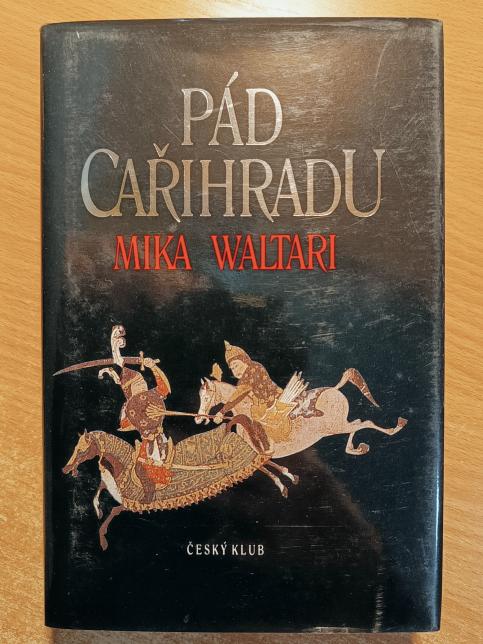 PÁD
CAŘIHRADU
MIKA WALTARI
ČESKÝ KLUB